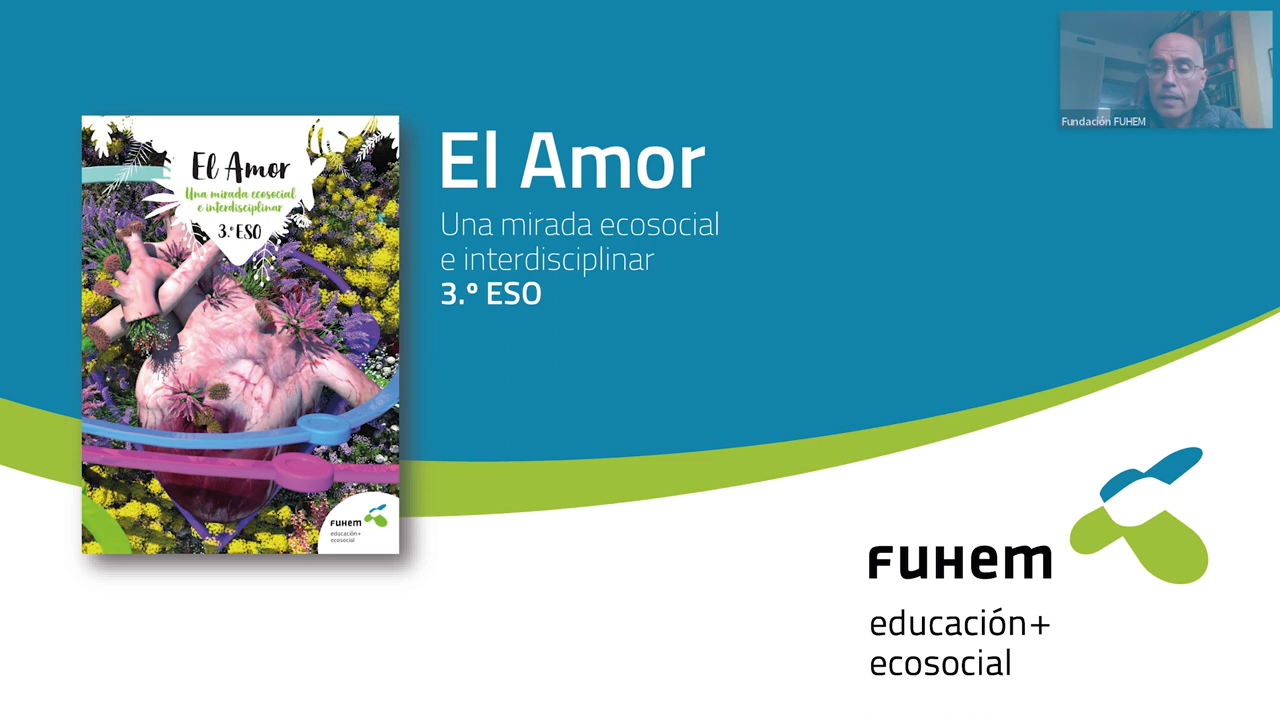 Fundación FUHEM
El Amor
Una mirada ecosocial
e interdisciplinar
3.º ESO
El Amor
Una mirada ecosocial
e interdisciplinar
3.º ESO
FUHEM
educación+
ecosocial
FUHEM
educación+
ecosocial